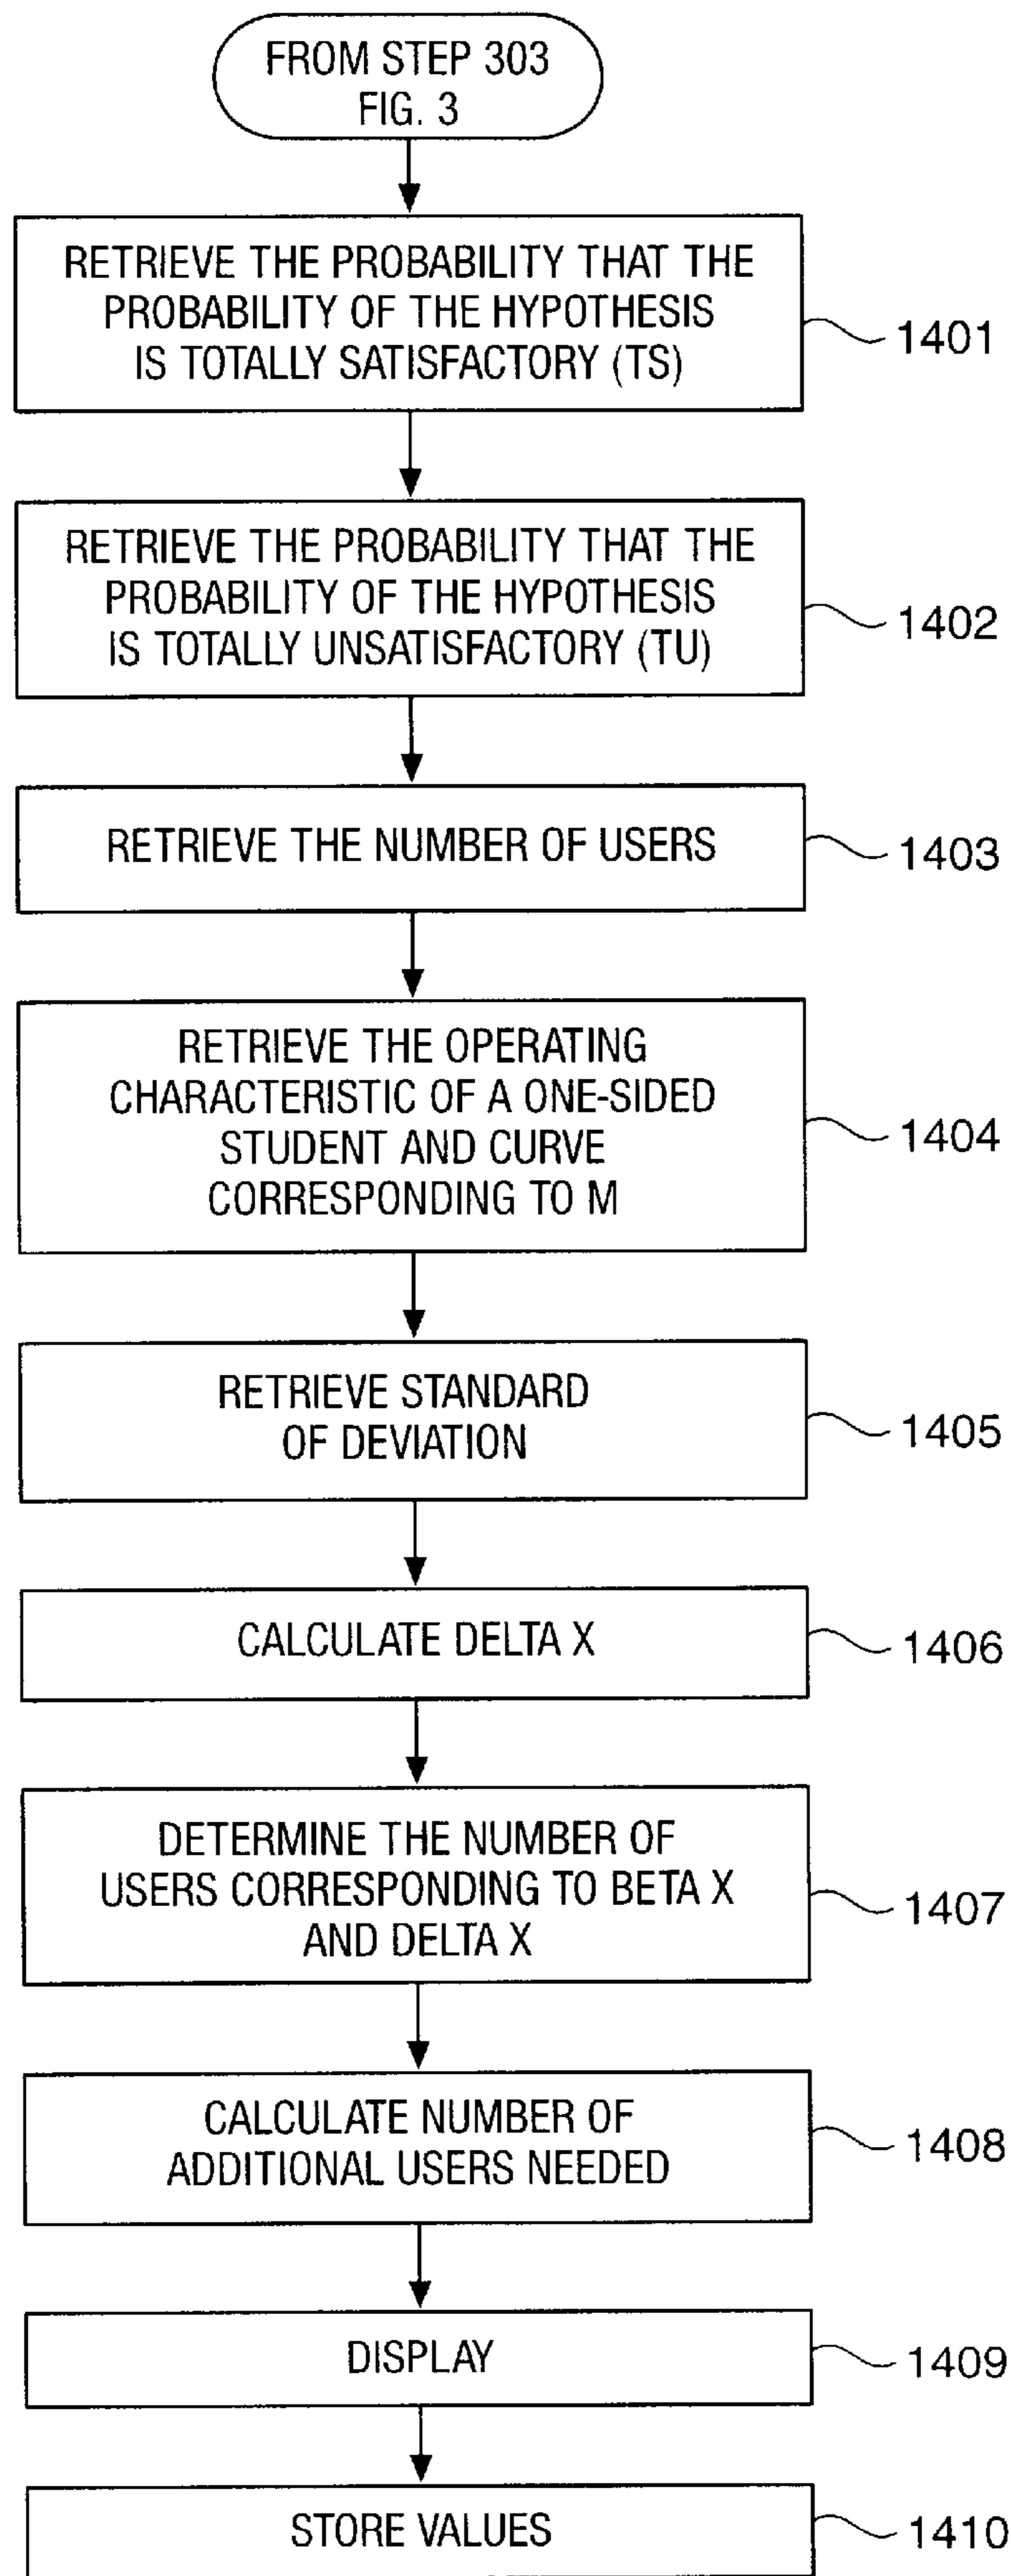 FROM STEP 303
FIG. 3
RETRIEVE THE PROBABILITY THAT THE
PROBABILITY OF THE HYPOTHESIS
IS TOTALLY SATISFACTORY (TS)
1401
RETRIEVE THE PROBABILITY THAT THE
PROBABILITY OF THE HYPOTHESIS
IS TOTALLY UNSATISFACTORY (TU)
1402
RETRIEVE THE NUMBER OF USERS
1403
RETRIEVE THE OPERATING
CHARACTERISTIC OF A ONE-SIDED
STUDENT AND CURVE
CORRESPONDING TO M
1404
RETRIEVE STANDARD
OF DEVIATION
1405
CALCULATE DELTA X
1406
DETERMINE THE NUMBER OF
USERS CORRESPONDING TO BETA X
AND DELTA X
1407
CALCULATE NUMBER OF
ADDITIONAL USERS NEEDED
1408
DISPLAY
1409
STORE VALUES
1410